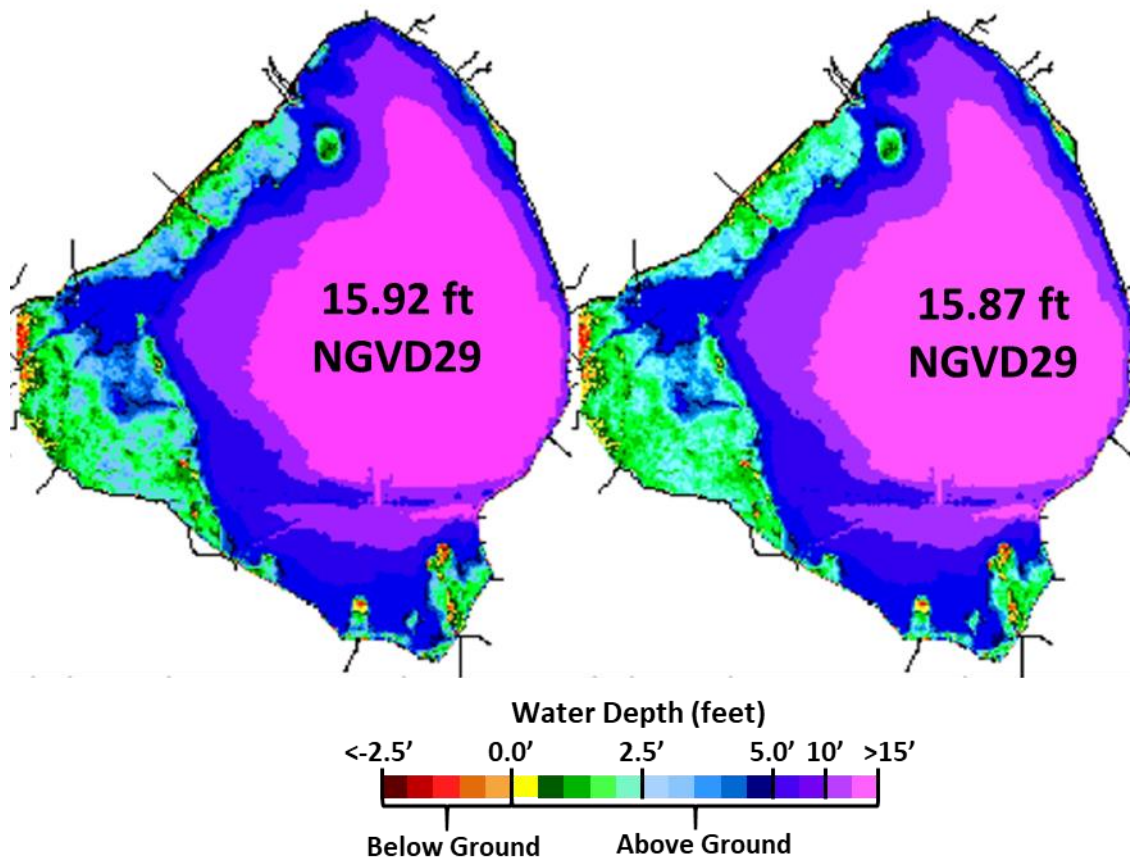 15.92 ft
NGVD29
15.87 ft
NGVD29
Water Depth (feet)
<-2.5’ 0.0’ 2.5’ 5.0’ 10’ >15’
Below Ground Above Ground